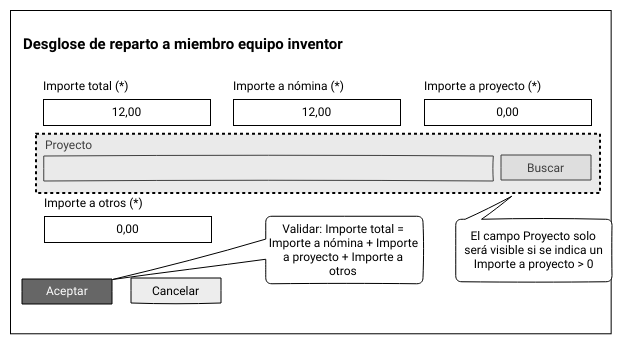 Desglose de reparto a miembro equipo inventor
Importe total (*)
Importe a nómina (*)
Importe a proyecto (*)
12,00
12,00
0,00
Proyecto
Buscar
Importe a otros (*)
0,00
Validar: Importe total =
Importe a nómina + Importe
a proyecto + Importe a
otros
El campo Proyecto solo
será visible si se indica un
Importe a proyecto > 0
Aceptar
Cancelar